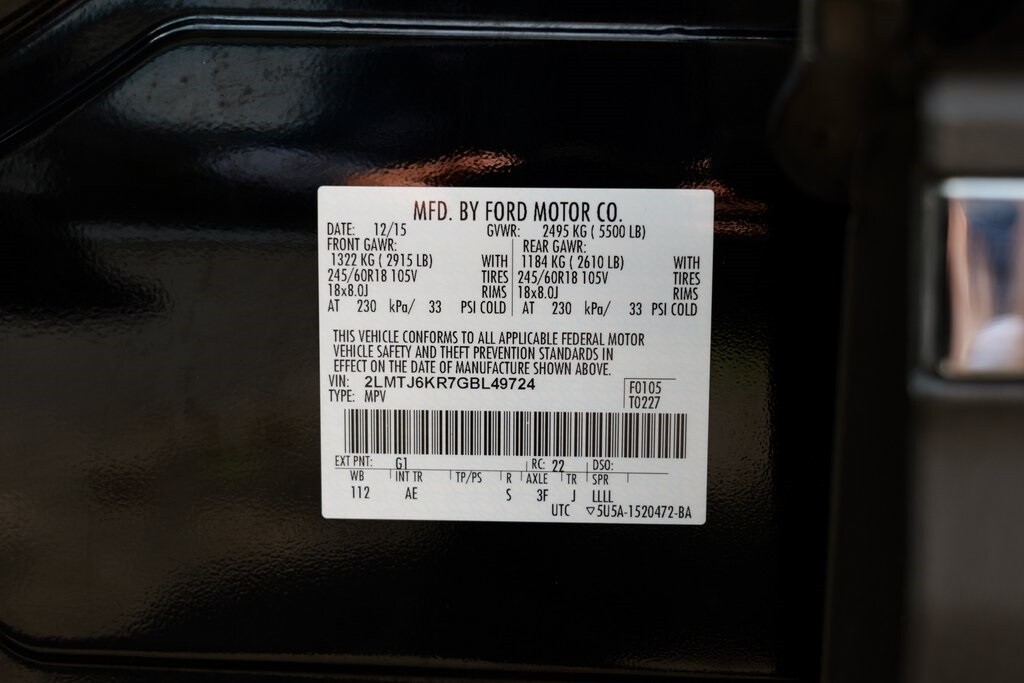 MFD. BY FORD MOTOR CO.
DATE: 12/15 GVWR: 2495 KG ( 5500 LB)
FRONT GAWR: REAR GAWR:
1322 KG ( 2915 LB) WITH 1184 KG ( 2610 LB) WITH
245/60R18 105V TIRES 245/60R18 105V TIRES
18x8.0J RIMS 18x8.0J RIMS
AT 230 kPa/ 33 PSI COLD AT 230 kPa/ 33 PSI COLD
THIS VEHICLE CONFORMS TO ALL APPLICABLE FEDERAL MOTOR
VEHICLE SAFETY AND THEFT PREVENTION STANDARDS IN
EFFECT ON THE DATE OF MANUFACTURE SHOWN ABOVE.
VIN: 2LMTJ6KR7GBL49724 F0105
TYPE: MPV T0227
EXT PNT: G1 RC: 22 DSO:
WB INT TR TP/PS R AXLE TR SPR
112 AE S 3F J LLLL
UTC ▽5U5A-1520472-BA